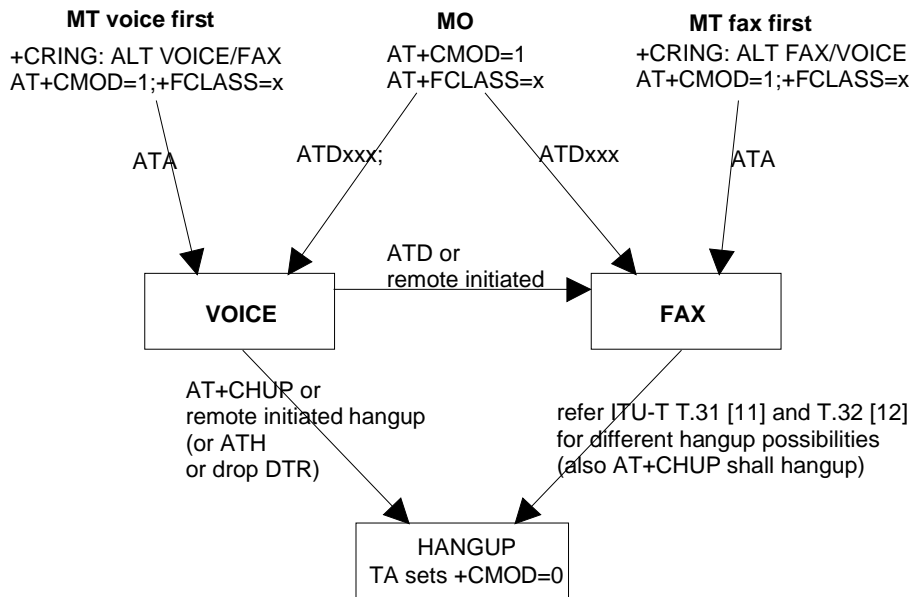 MT voice first
+CRING: ALT VOICE/FAX
AT+CMOD=1;+FCLASS=x
MO
AT+CMOD=1
AT+FCLASS=x
MT fax first
+CRING: ALT FAX/VOICE
AT+CMOD=1;+FCLASS=x
ATA
ATDxxx;
ATDxxx
ATA
ATD or
remote initiated
VOICE
FAX
AT+CHUP or
remote initiated hangup
(or ATH
or drop DTR)
refer ITU-T T.31 [11] and T.32 [12]
for different hangup possibilities
(also AT+CHUP shall hangup)
HANGUP
TA sets +CMOD=0